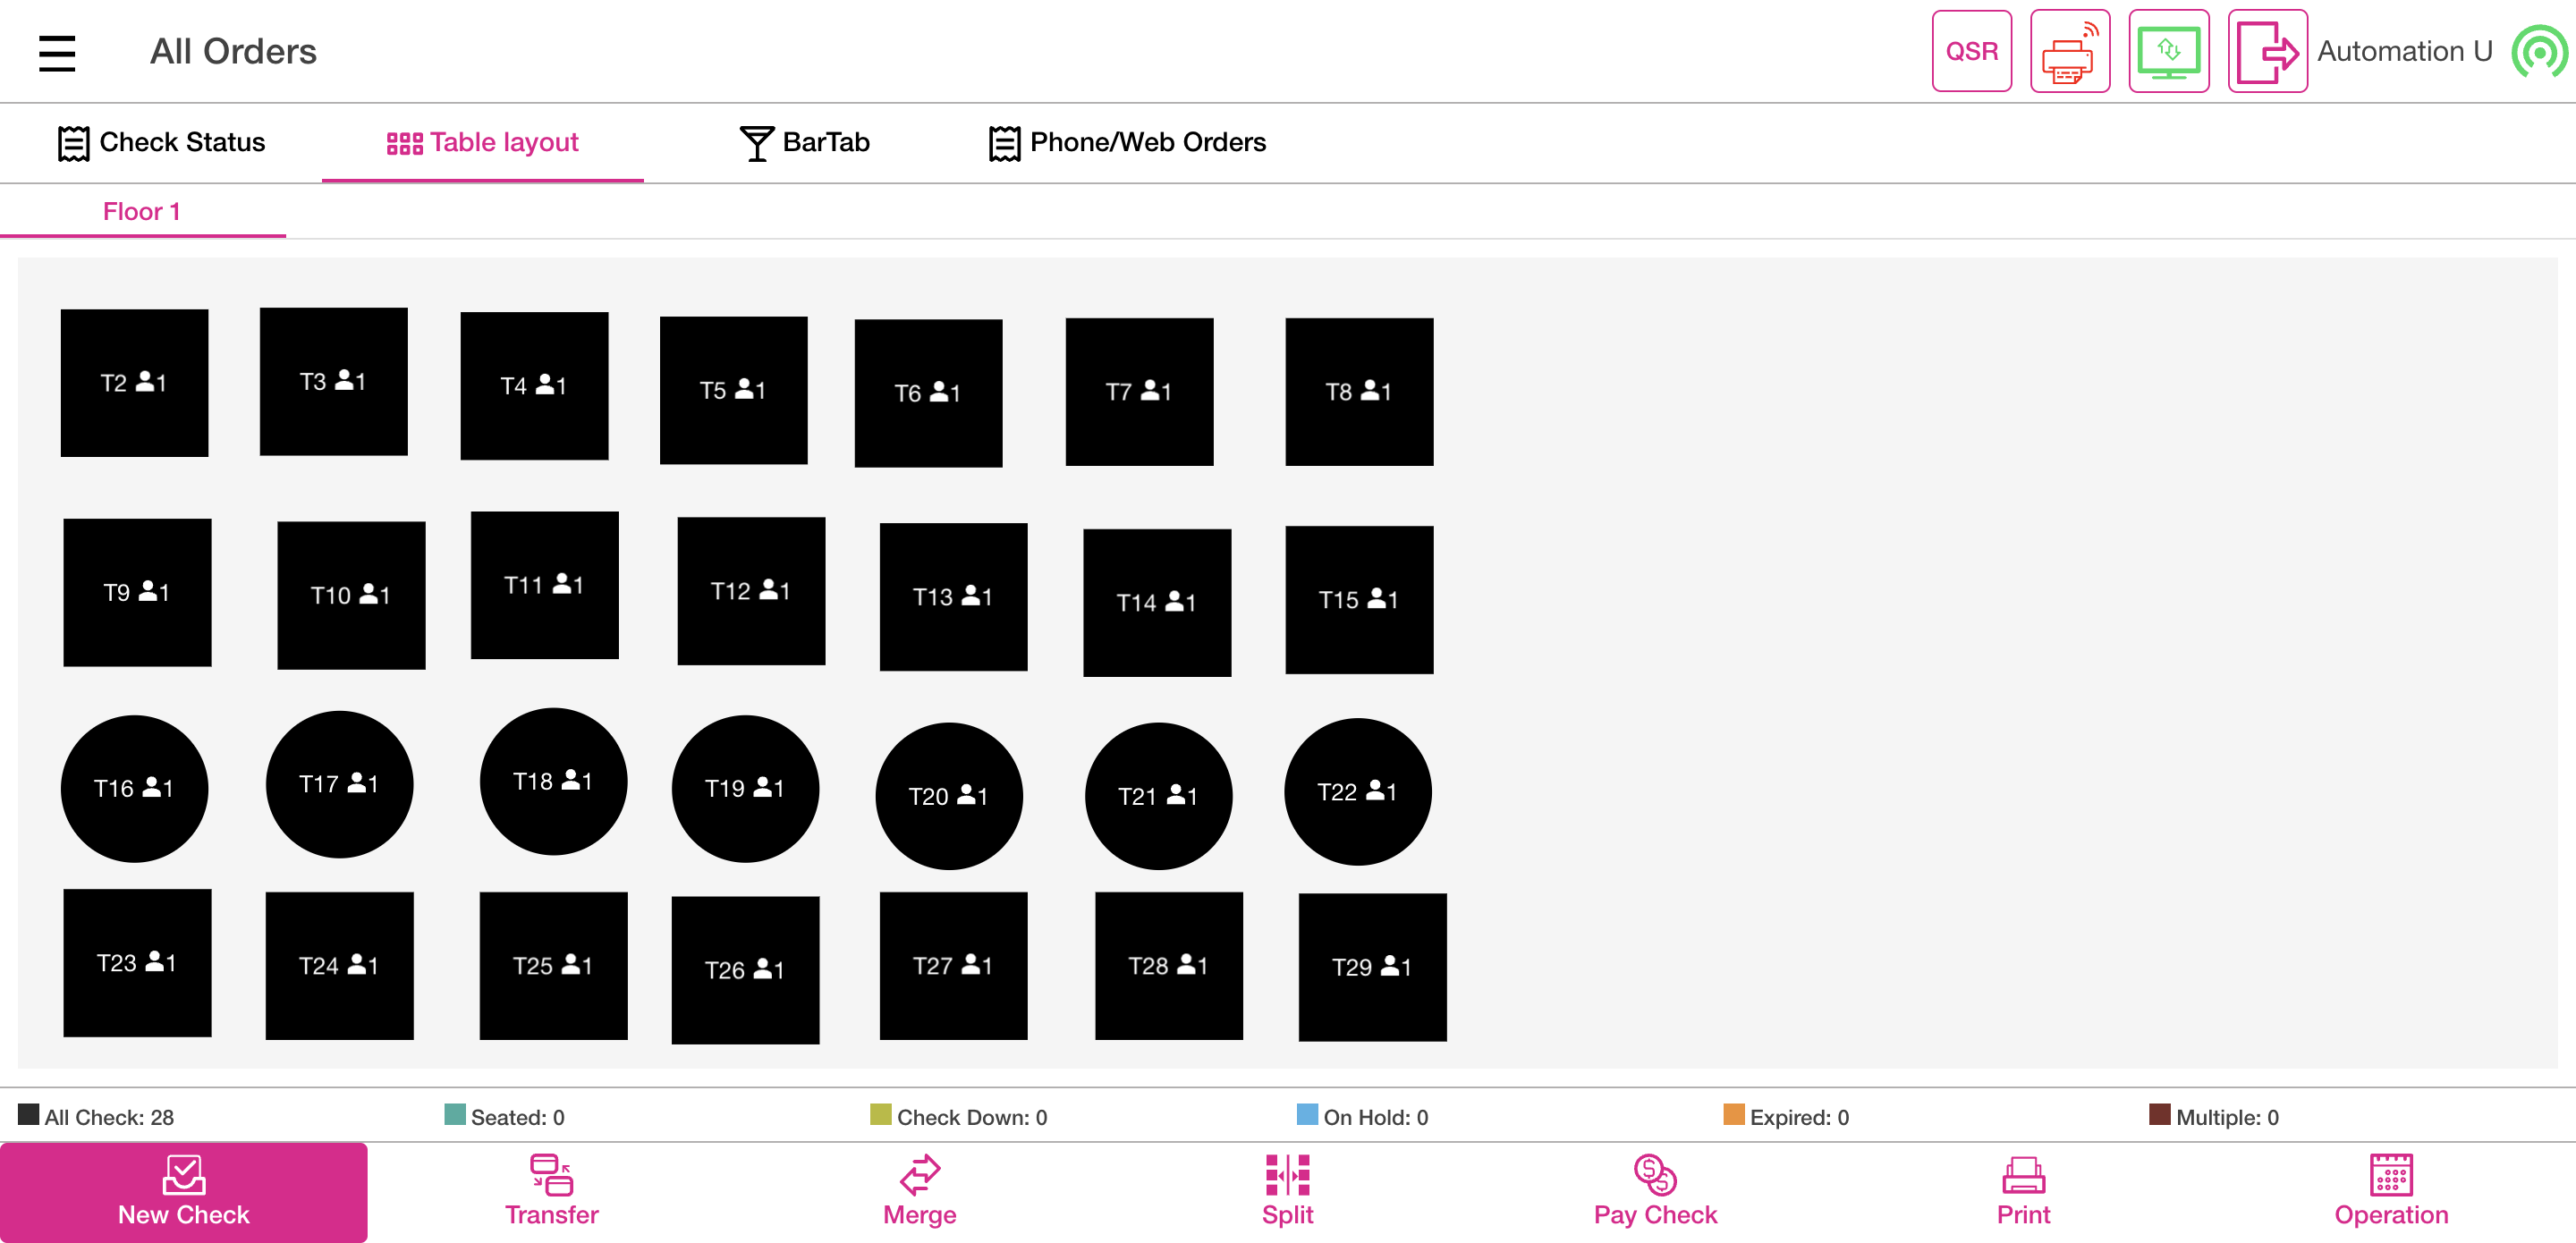 All Orders
QSR
Automation U
Check Status
Table layout
BarTab
Phone/Web Orders
Floor 1
T2 1
T3 1
T4 1
T5 1
T6 1
T7 1
T8 1
T9 1
T10 1
T11 1
T12 1
T13 1
T14 1
T15 1
T16 1
T17 1
T18 1
T19 1
T20 1
T21 1
T22 1
T23 1
T24 1
T25 1
T26 1
T27 1
T28 1
T29 1
All Check: 28
Seated: 0
Check Down: 0
On Hold: 0
Expired: 0
Multiple: 0
New Check
Transfer
Merge
Split
Pay Check
Print
Operation